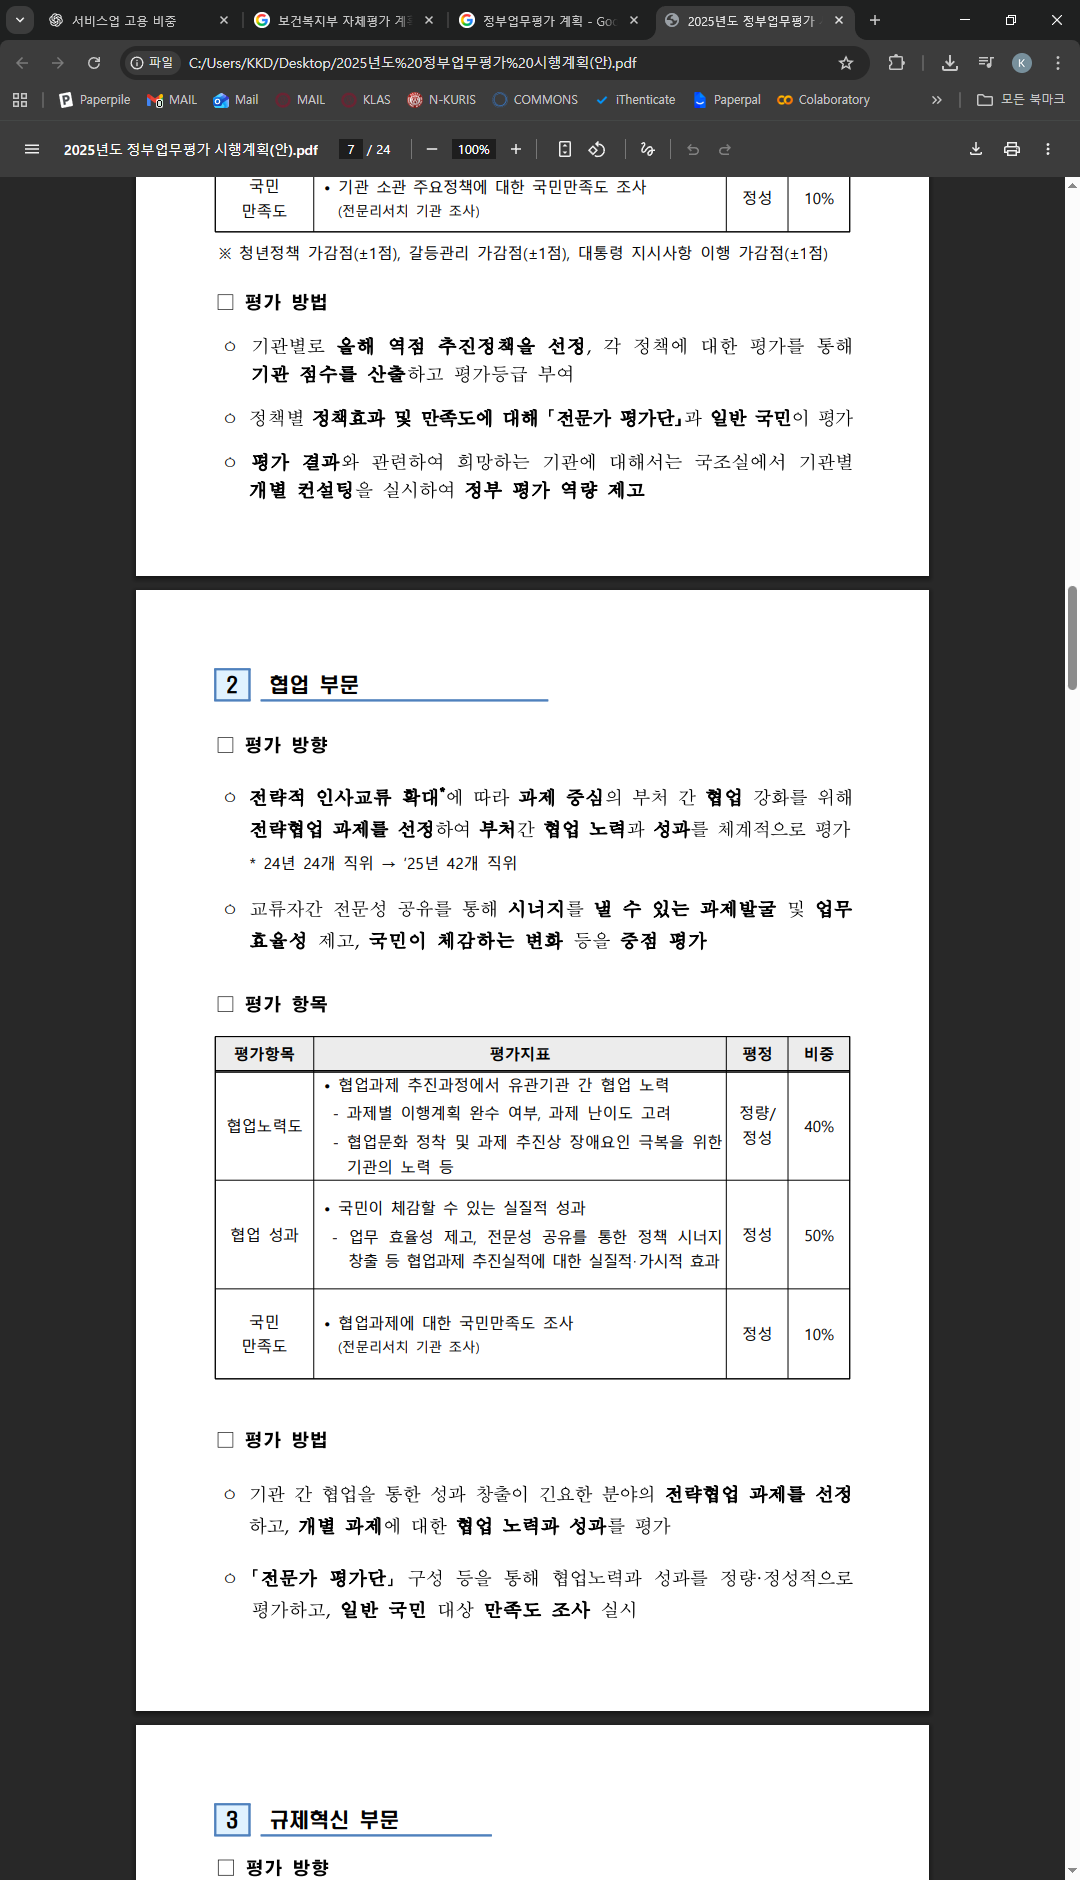 서비스업 고용 비중
보건복지부 자체평가 계
정부업무평가 계획 - Goo
2025년도 정부업무평가
파일
C:/Users/KKD/Desktop/2025년도%20정부업무평가%20시행계획(안).pdf
K
Paperpile
MAIL
Mail
MAIL
KLAS
N-KURIS
COMMONS
iThenticate
Paperpal
Colaboratory
모든 북마크
2025년도 정부업무평가 시행계획(안).pdf
7 / 24
100%
국민
만족도
• 기관 소관 주요정책에 대한 국민만족도 조사
(전문리서치 기관 조사)
정성
10%
※ 청년정책 가감점(±1점), 갈등관리 가감점(±1점), 대통령 지시사항 이행 가감점(±1점)
□ 평가 방법
○ 기관별로 올해 역점 추진정책을 선정, 각 정책에 대한 평가를 통해
기관 점수를 산출하고 평가등급 부여
○ 정책별 정책효과 및 만족도에 대해 「전문가 평가단」과 일반 국민이 평가
○ 평가 결과와 관련하여 희망하는 기관에 대해서는 국조실에서 기관별
개별 컨설팅을 실시하여 정부 평가 역량 제고
2 협업 부문
□ 평가 방향
○ 전략적 인사교류 확대*에 따라 과제 중심의 부처 간 협업 강화를 위해
전략협업 과제를 선정하여 부처간 협업 노력과 성과를 체계적으로 평가
* 24년 24개 직위 → '25년 42개 직위
○ 교류자간 전문성 공유를 통해 시너지를 낼 수 있는 과제발굴 및 업무
효율성 제고, 국민이 체감하는 변화 등을 중점 평가
□ 평가 항목
평가항목 평가지표 평정 비중
협업노력도
• 협업과제 추진과정에서 유관기관 간 협업 노력
- 과제별 이행계획 완수 여부, 과제 난이도 고려
- 협업문화 정착 및 과제 추진상 장애요인 극복을 위한
기관의 노력 등
정량/
정성
40%
협업 성과
• 국민이 체감할 수 있는 실질적 성과
- 업무 효율성 제고, 전문성 공유를 통한 정책 시너지
창출 등 협업과제 추진실적에 대한 실질적·가시적 효과
정성
50%
국민
만족도
• 협업과제에 대한 국민만족도 조사
(전문리서치 기관 조사)
정성
10%
□ 평가 방법
○ 기관 간 협업을 통한 성과 창출이 긴요한 분야의 전략협업 과제를 선정
하고, 개별 과제에 대한 협업 노력과 성과를 평가
○ 「전문가 평가단」 구성 등을 통해 협업노력과 성과를 정량·정성적으로
평가하고, 일반 국민 대상 만족도 조사 실시
3 규제혁신 부문
□ 평가 방향